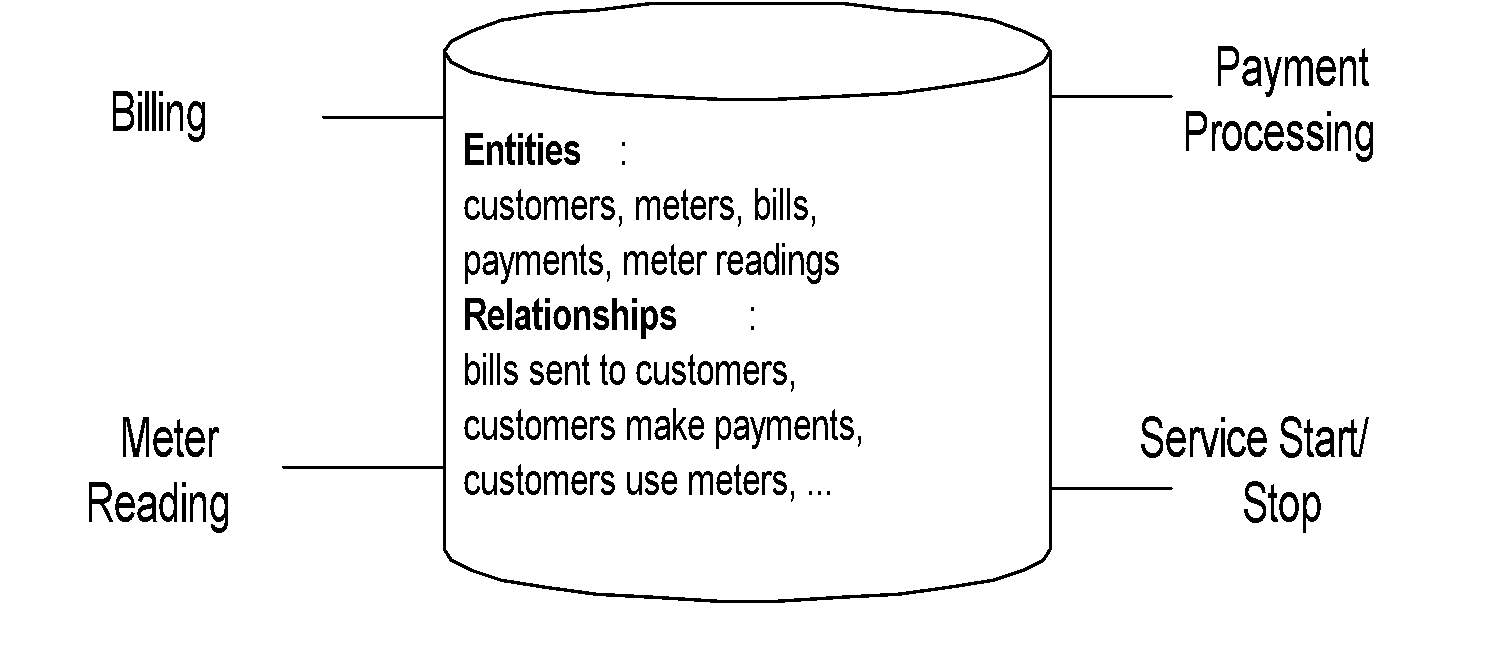 Billing
Payment
Processing
Entities :
customers, meters, bills,
payments, meter readings
Relationships :
bills sent to customers,
customers make payments,
customers use meters, ...
Meter
Reading
Service Start/
Stop